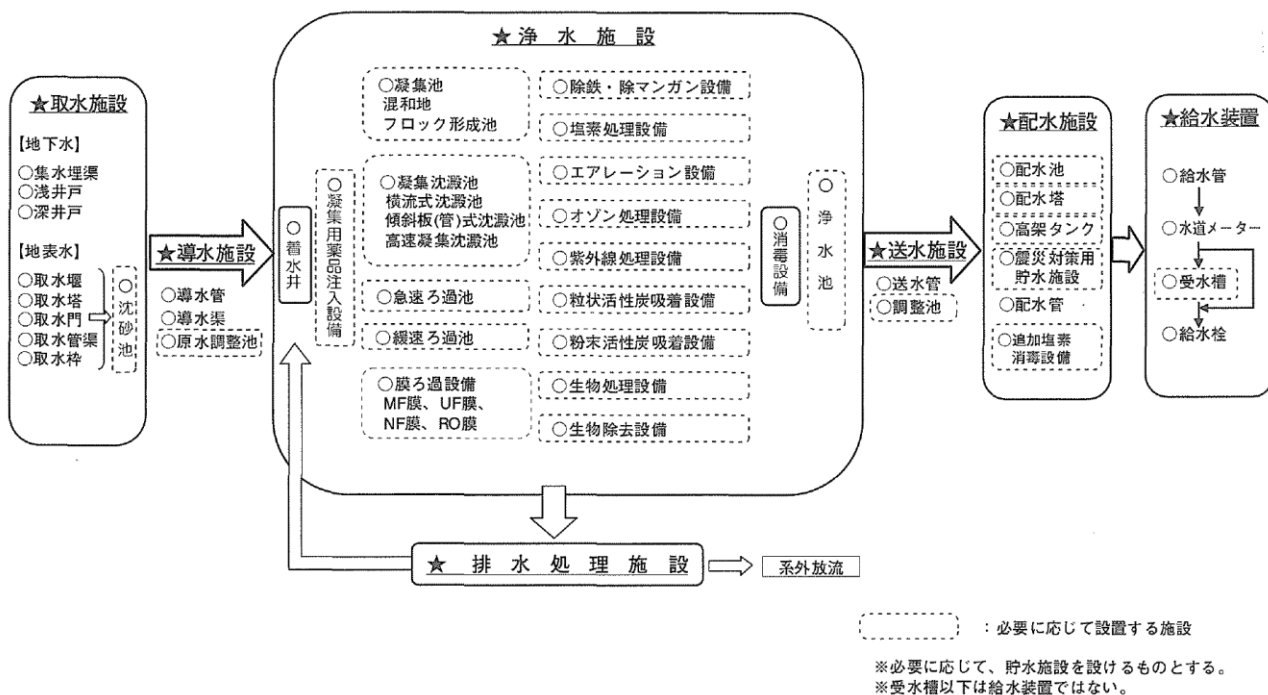 ★取水施設
【地下水】
○集水埋渠
○浅井戸
○深井戸
【地表水】
○取水堰
○取水塔
○取水門
○取水管渠
○取水枠
○沈砂池
★導水施設
○導水管
○導水渠
○原水調整池
★浄水施設
○着水井
○凝集用薬品注入設備
○凝集池
混和地
フロック形成池
○凝集沈澱池
横流式沈澱池
傾斜板(管)式沈澱池
高速凝集沈澱池
○急速ろ過池
○緩速ろ過池
○膜ろ過設備
MF膜、UF膜、
NF膜、RO膜
○除鉄・除マンガン設備
○塩素処理設備
○エアレーション設備
○オゾン処理設備
○紫外線処理設備
○粒状活性炭吸着設備
○粉末活性炭吸着設備
○生物処理設備
○生物除去設備
○消毒設備
○浄水池
★送水施設
○送水管
○調整池
★配水施設
○配水池
○配水塔
○高架タンク
○震災対策用
貯水施設
○配水管
○追加塩素
消毒設備
★給水装置
○給水管
○水道メーター
○受水槽
○給水栓
★排水処理施設
系外放流
：必要に応じて設置する施設
※必要に応じて、貯水施設を設けるものとする。
※受水槽以下は給水装置ではない。